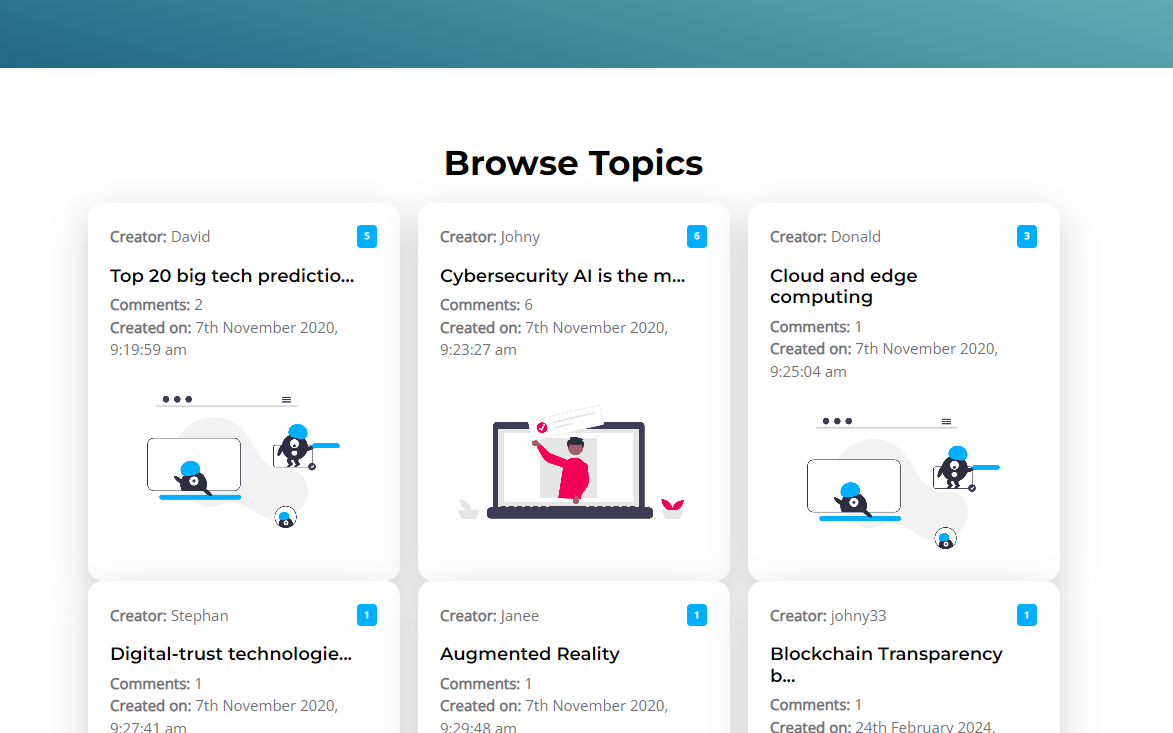 Browse Topics
Creator: David
5
Top 20 big tech predictio...
Comments: 2
Created on: 7th November 2020,
9:19:59 am
Creator: Johny
6
Cybersecurity AI is the m...
Comments: 6
Created on: 7th November 2020,
9:23:27 am
Creator: Donald
3
Cloud and edge
computing
Comments: 1
Created on: 7th November 2020,
9:25:04 am
Creator: Stephan
1
Digital-trust technologie...
Comments: 1
Created on: 7th November 2020,
9:27:41 am
Creator: Janee
1
Augmented Reality
Comments: 1
Created on: 7th November 2020,
9:29:48 am
Creator: johny33
1
Blockchain Transparency
b...
Comments: 1
Created on: 24th February 2024,